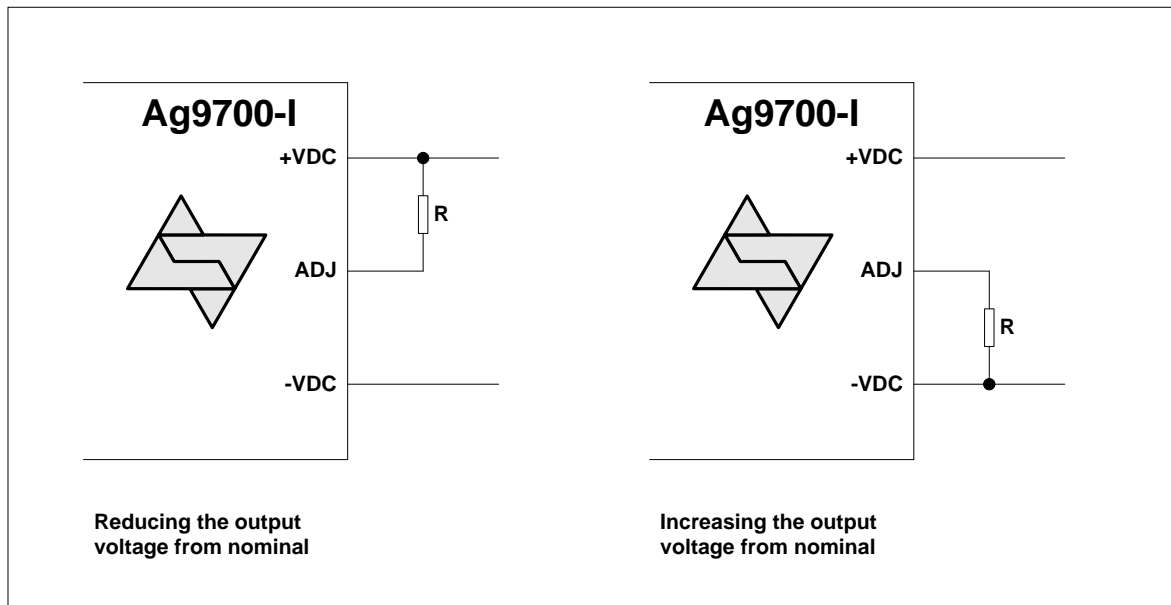 Ag9700-I
+VDC
R
ADJ
-VDC
Reducing the output
voltage from nominal
Ag9700-I
+VDC
ADJ
R
-VDC
Increasing the output
voltage from nominal